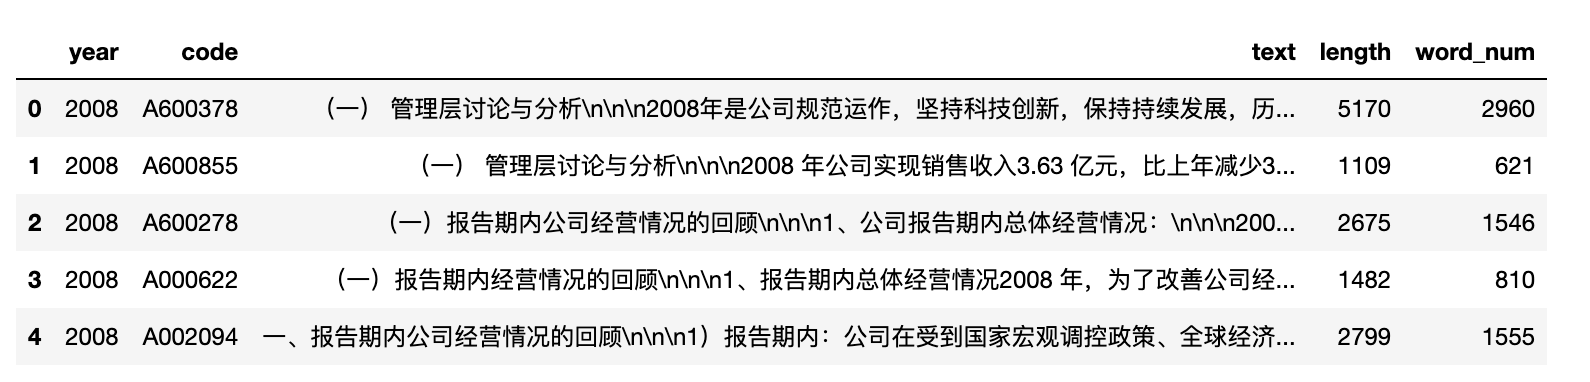 year code text length word_num
0 2008 A600378 （一） 管理层讨论与分析\n\n\n2008年是公司规范运作，坚持科技创新，保持持续发展，历... 5170 2960
1 2008 A600855 （一） 管理层讨论与分析\n\n\n2008 年公司实现销售收入3.63 亿元，比上年减少3... 1109 621
2 2008 A600278 （一）报告期内公司经营情况的回顾\n\n\n1、公司报告期内总体经营情况：\n\n\n200... 2675 1546
3 2008 A000622 （一）报告期内经营情况的回顾\n\n\n1、报告期内总体经营情况2008 年，为了改善公司经... 1482 810
4 2008 A002094 一、报告期内公司经营情况的回顾\n\n\n1）报告期内：公司在受到国家宏观调控政策、全球经济... 2799 1555